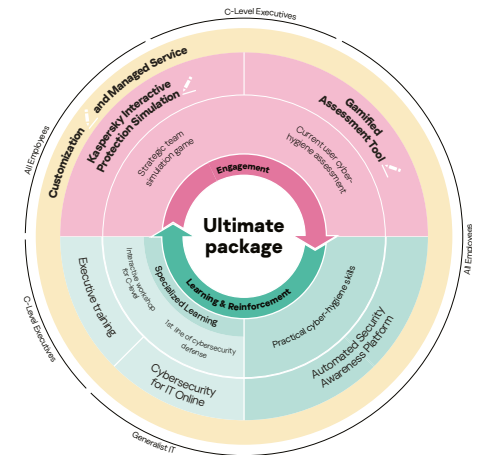 C-Level Executives
All Employees
All Employees
C-Level Executives
Generalist IT
Customization and Managed Service
Kaspersky Interactive
Protection Simulation
Strategic team
simulation game
Gamified
Assessment Tool
Current user cyber-
hygiene assessment
Engagement
Ultimate
package
Learning & Reinforcement
Specialized Learning
Interactive workshop
for C-level
Executive training
1st line of cybersecurity
defense
Cybersecurity
for IT Online
Practical cyber-hygiene skills
Automated Security
Awareness Platform